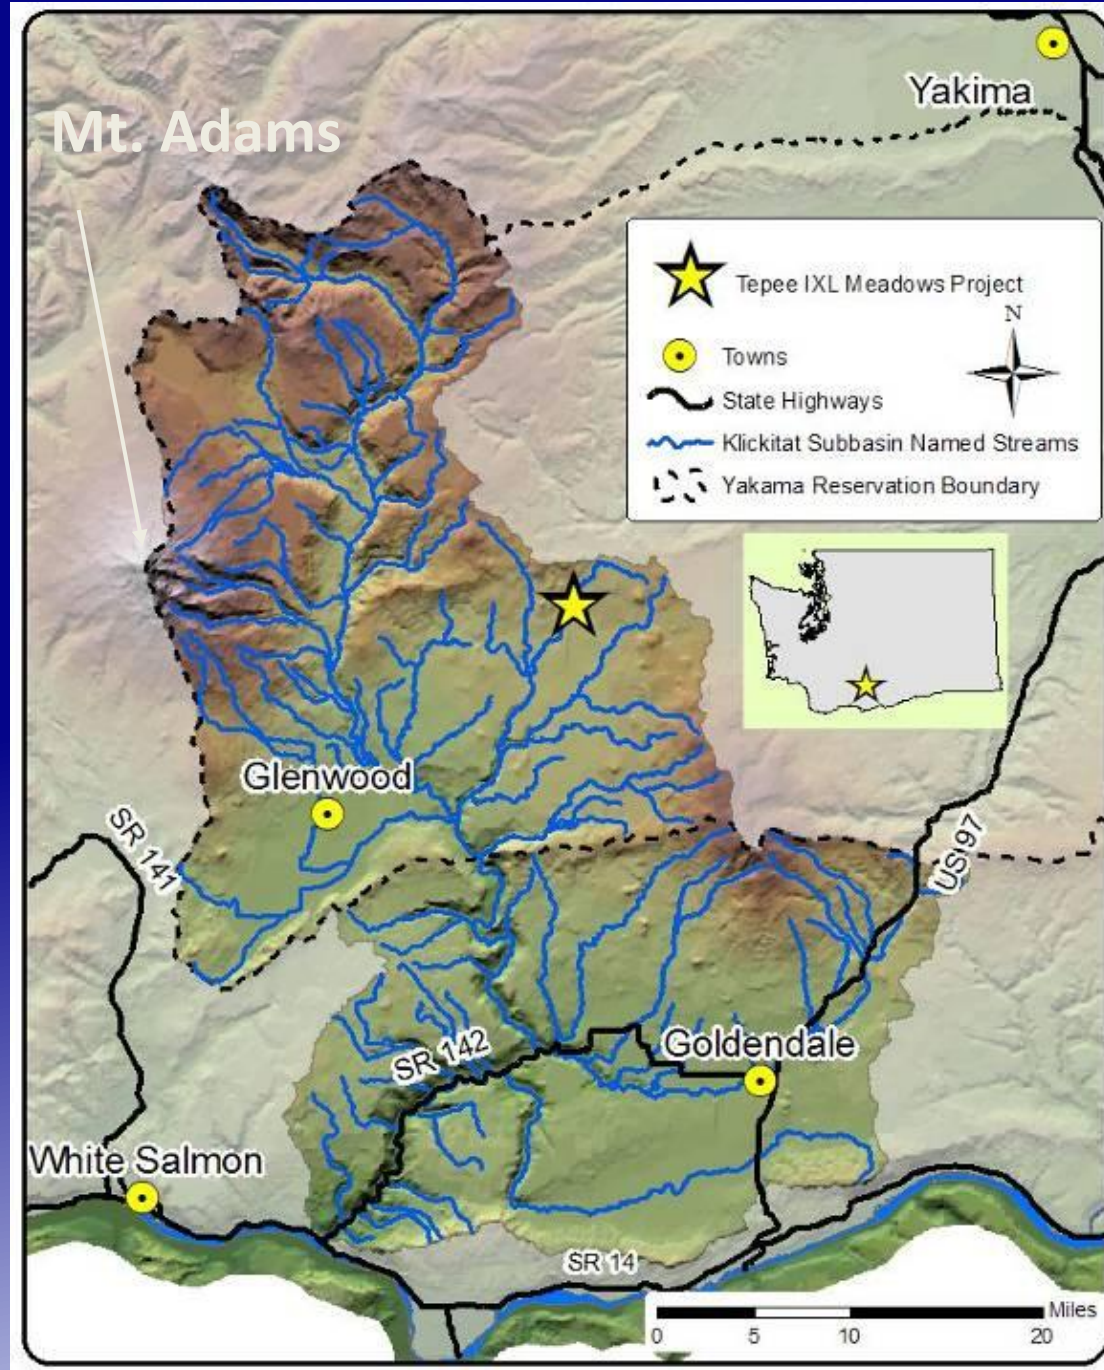 Yakima
Mt. Adams
Tepee IXL Meadows Project
N
Towns
State Highways
Klickitat Subbasin Named Streams
Yakama Reservation Boundary
Glenwood
SR 141
US 97
SR 142
Goldendale
White Salmon
SR 14
Miles
0 5 10 20